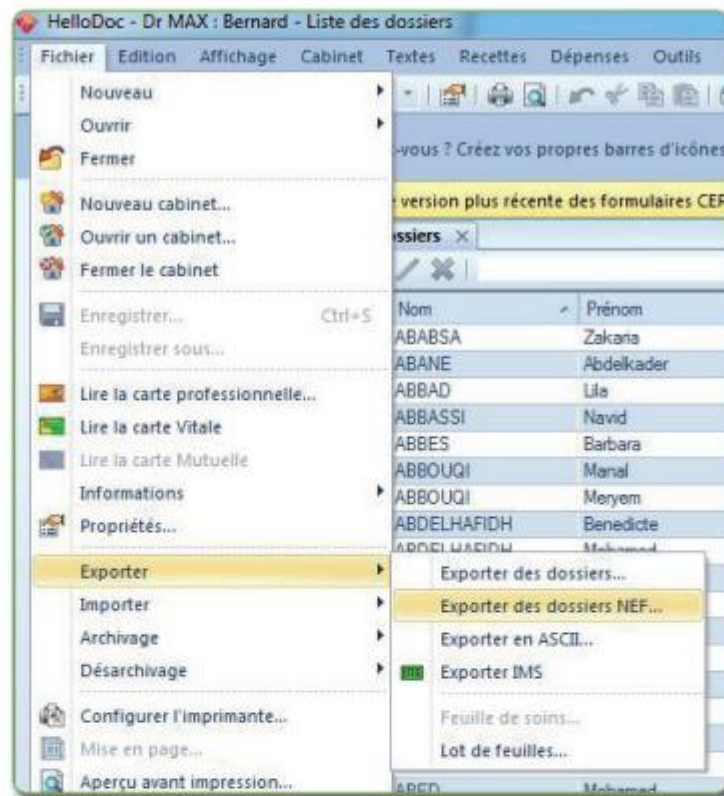 HelloDoc - Dr MAX : Bernard - Liste des dossiers
Fichier Edition Affichage Cabinet Textes Recettes Dépenses Outils
Nouveau
Ouvrir
Fermer
-vous ? Créez vos propres barres d'icônes
Nouveau cabinet...
version plus récente des formulaires CER
Ouvrir un cabinet...
ossiers
Fermer le cabinet
Enregistrer... Ctrl+S
Enregistrer sous...
Lire la carte professionnelle...
Lire la carte Vitale
Lire la carte Mutuelle
Informations
Propriétés...
Exporter
Importer
Archivage
Désarchivage
Configurer l'imprimante...
Mise en page...
Aperçu avant impression...
Nom Prénom
ABABSA Zakaria
ABANE Abdelkader
ABBAD Lila
ABBASSI Navid
ABBES Barbara
ABBOUQI Manal
ABBOUQI Meryem
ABDELHAFIDH Benedicte
ABDELHAFIDH Mohamed
Exporter des dossiers...
Exporter des dossiers NEF...
Exporter en ASCII...
Exporter IMS
Feuille de soins...
Lot de feuilles...
ABED Mohamed